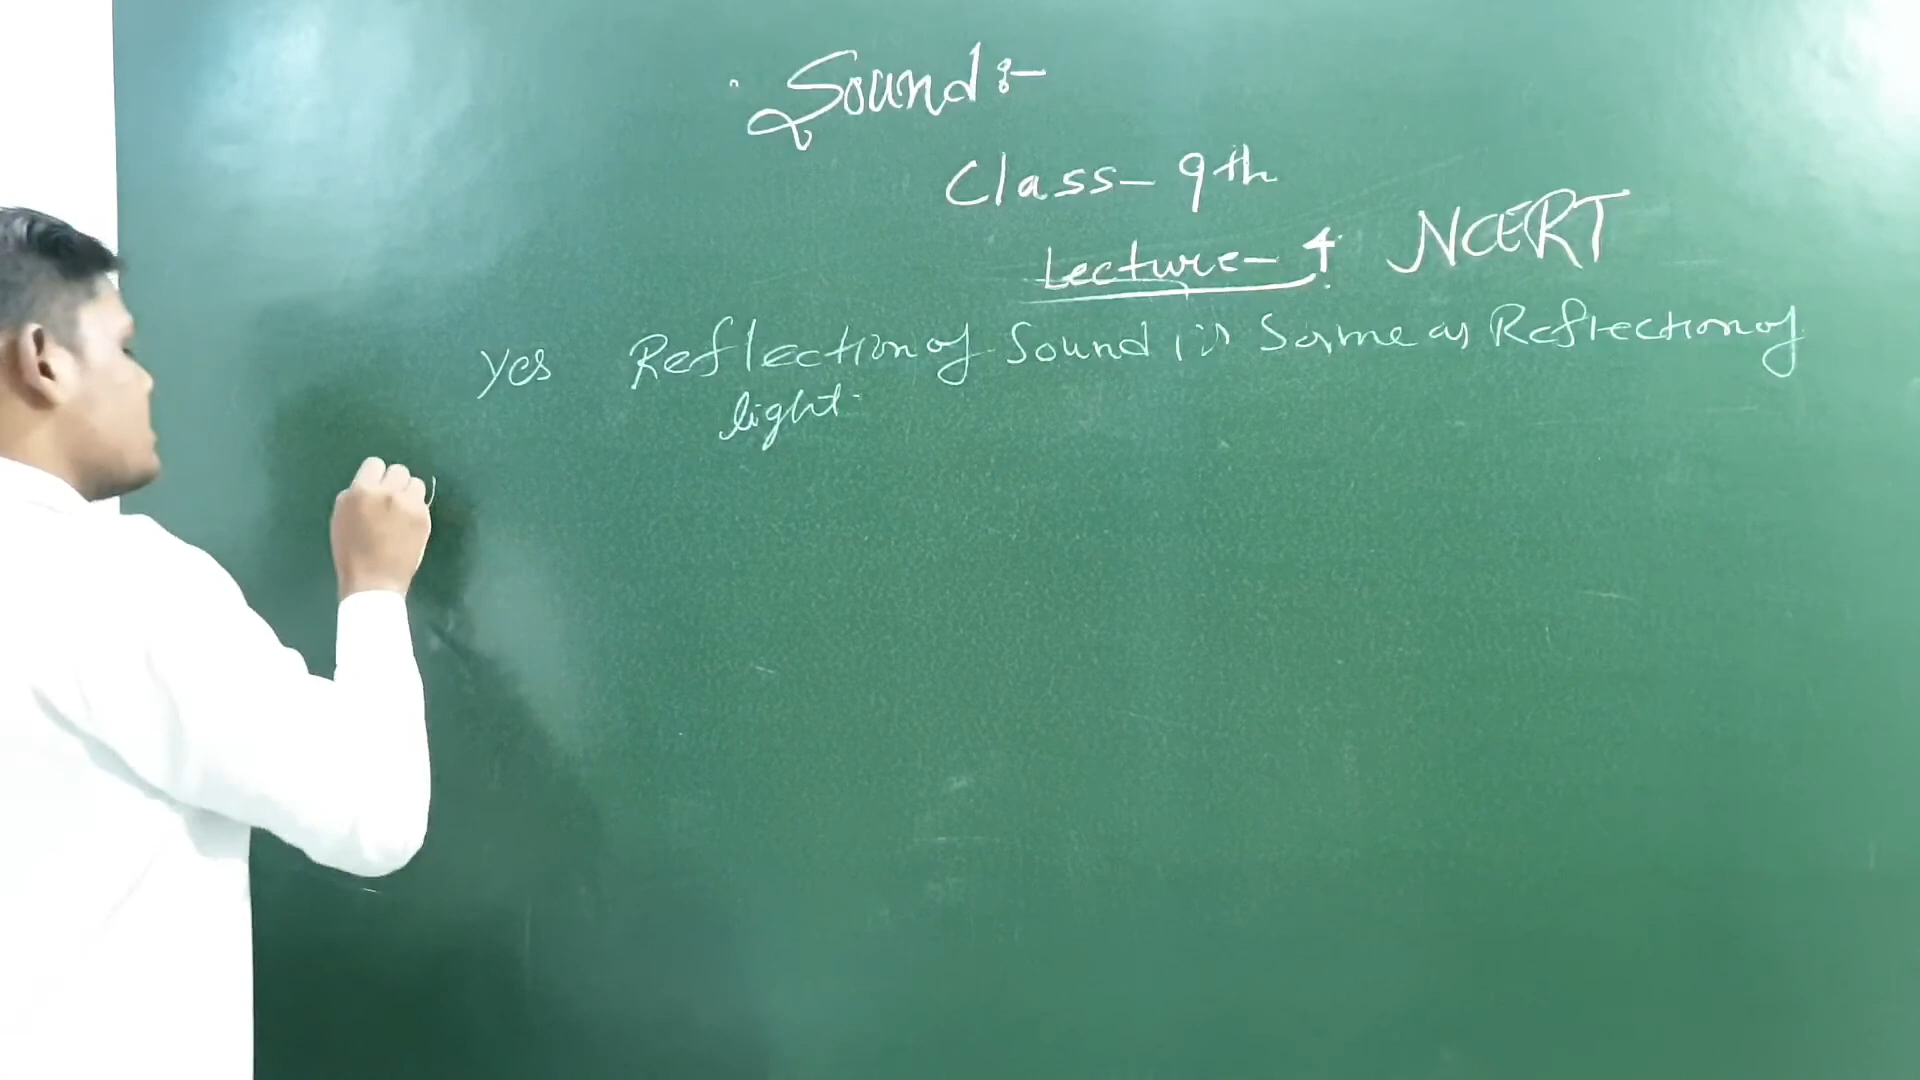 Sound :-
Class - 9th
Lecture - 4 NCERT
Yes Reflection of Sound is Same as Reflection of
light.